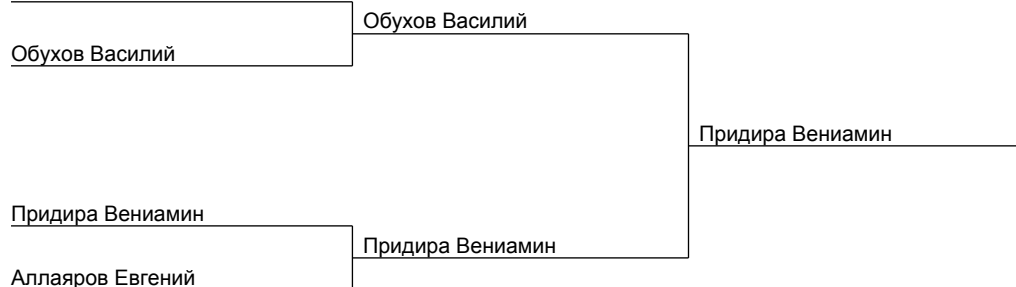 Обухов Василий
Обухов Василий
Придира Вениамин
Придира Вениамин
Придира Вениамин
Аллаяров Евгений